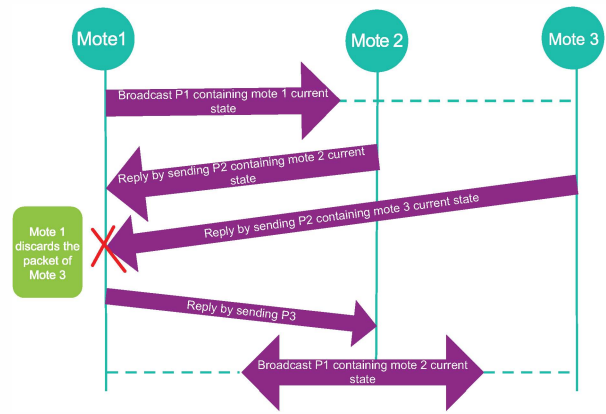 Mote1
Mote 2
Mote 3
Broadcast P1 containing mote 1 current
state
Reply by sending P2 containing mote 2 current
state
Reply by sending P2 containing mote 3 current state
Mote 1
discards the
packet of
Mote 3
Reply by sending P3
Broadcast P1 containing mote 2 current
state